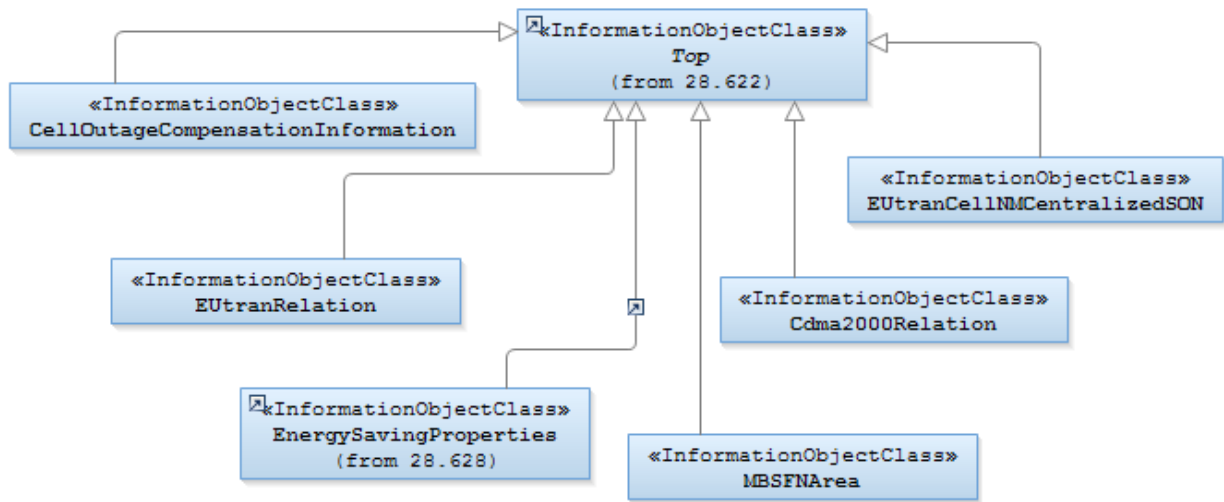 «InformationObjectClass»
Top
(from 28.622)
«InformationObjectClass»
CellOutageCompensationInformation
«InformationObjectClass»
EUtranCellNMCentralizedSON
«InformationObjectClass»
EUtranRelation
«InformationObjectClass»
Cdma2000Relation
«InformationObjectClass»
EnergySavingProperties
(from 28.628)
«InformationObjectClass»
MBSFNArea